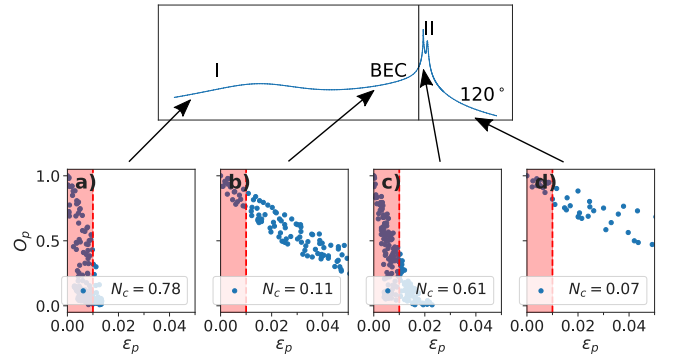 II
I
BEC
120°
a)
b)
c)
d)
1.0
0.5
0.0
O_p
N_c = 0.78
N_c = 0.11
N_c = 0.61
N_c = 0.07
0.00 0.02 0.04 0.00 0.02 0.04 0.00 0.02 0.04 0.00 0.02 0.04
ε_p ε_p ε_p ε_p